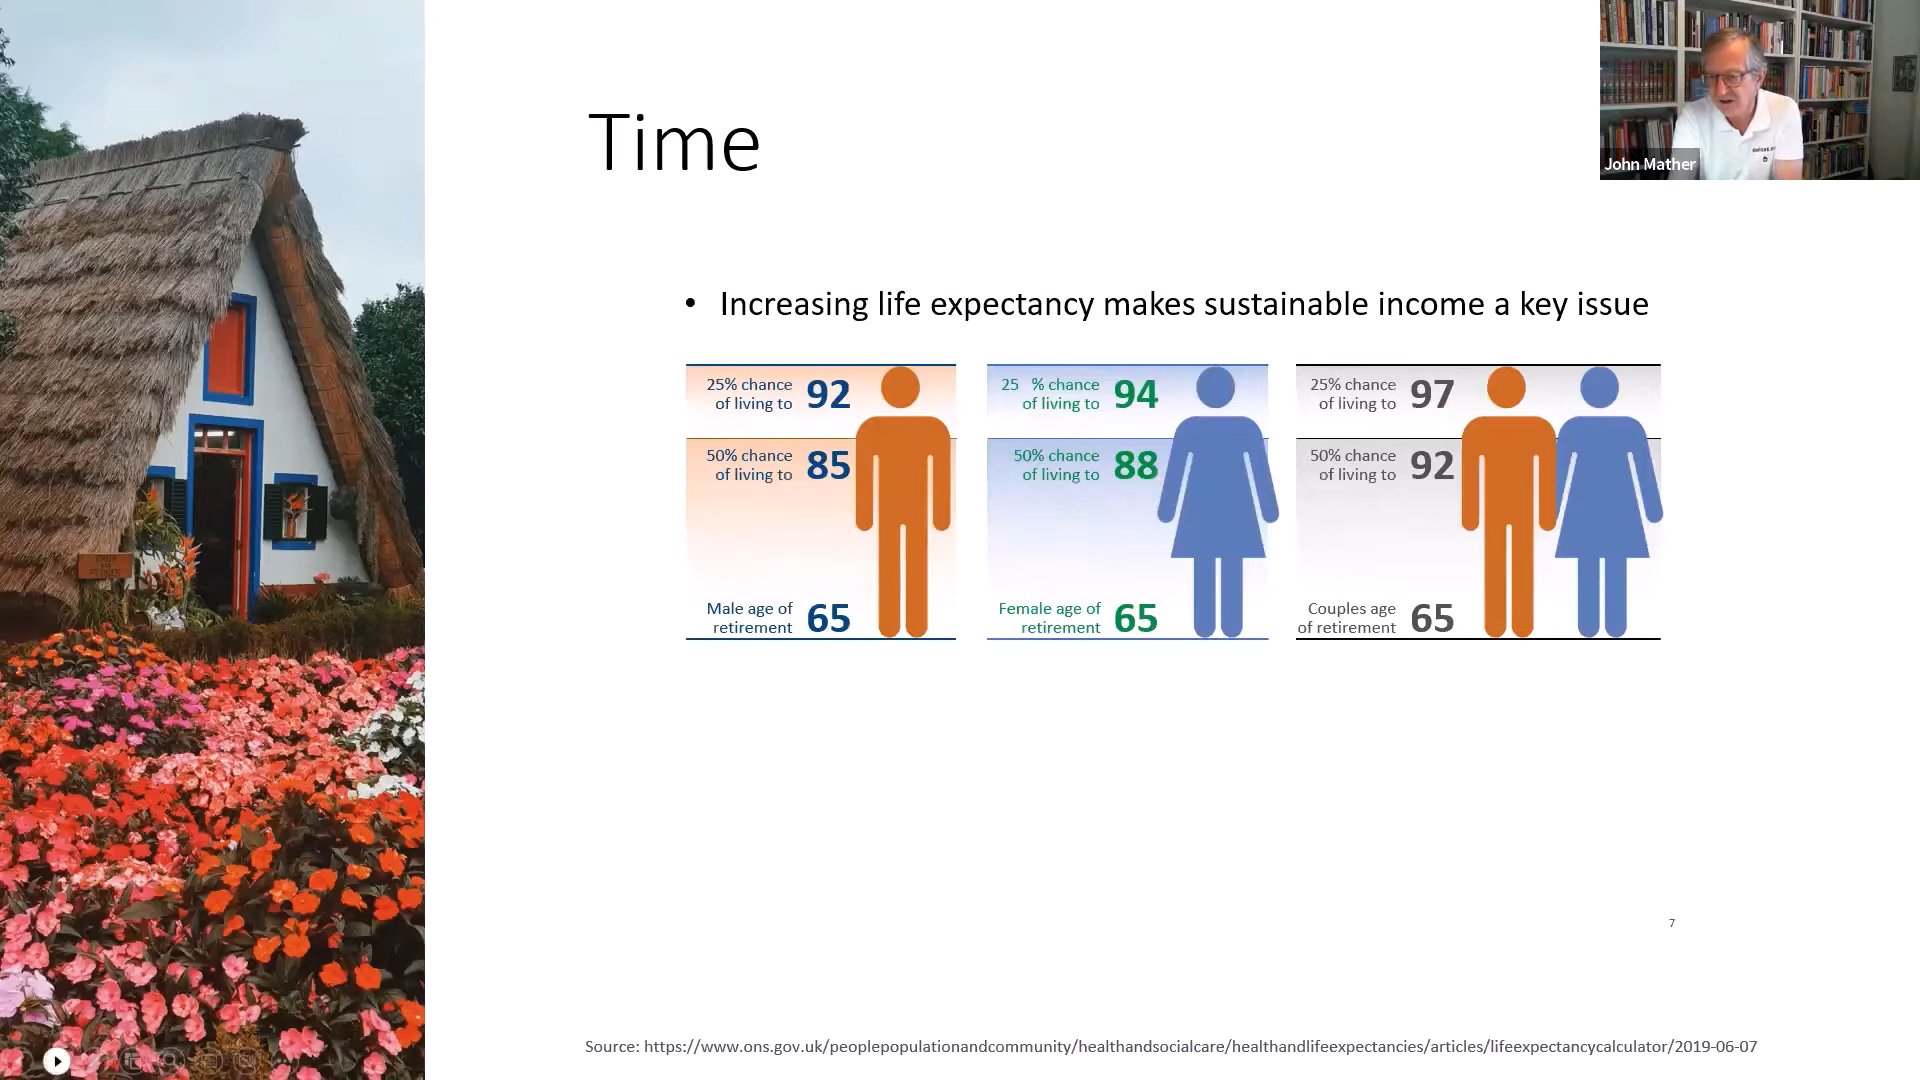 John Mather
Time
• Increasing life expectancy makes sustainable income a key issue
25% chance
of living to 92
50% chance
of living to 85
Male age of
retirement 65
25 % chance
of living to 94
50% chance
of living to 88
Female age of
retirement 65
25% chance
of living to 97
50% chance
of living to 92
Couples age
of retirement 65
7
Source: https://www.ons.gov.uk/peoplepopulationandcommunity/healthandsocialcare/healthandlifeexpectancies/articles/lifeexpectancycalculator/2019-06-07